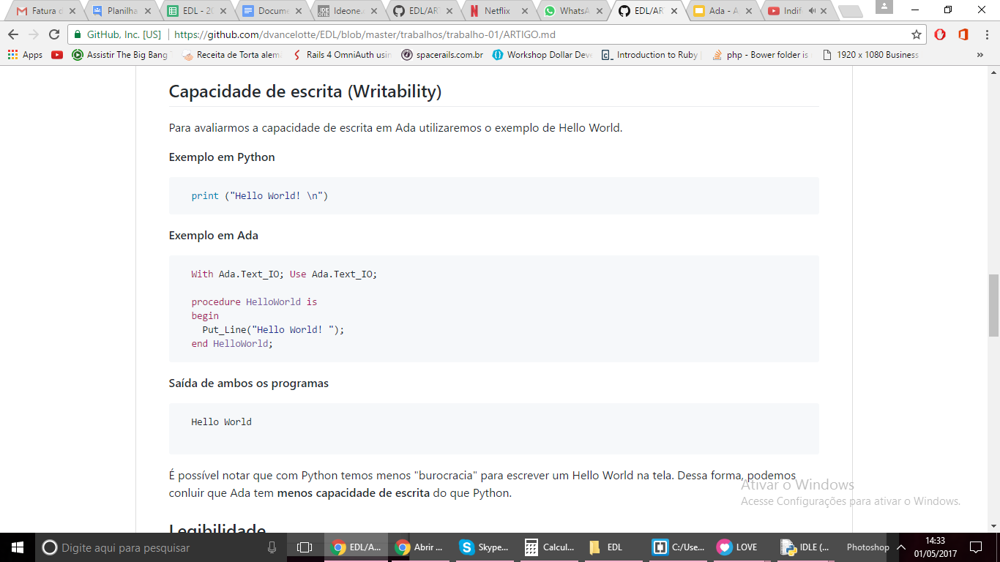 Fatura d
Planilha
EDL - 20
Docume
Ideone.c
EDL/AR
Netflix
WhatsA
EDL/AR
Ada - A
Indif
GitHub, Inc. [US]
https://github.com/dvancelotte/EDL/blob/master/trabalhos/trabalho-01/ARTIGO.md
Apps
Assistir The Big Bang
Receita de Torta alem
Rails 4 OmniAuth usin
spacerails.com.br
Workshop Dollar Deve
Introduction to Ruby
php - Bower folder is
1920 x 1080 Business
»
Capacidade de escrita (Writability)
Para avaliarmos a capacidade de escrita em Ada utilizaremos o exemplo de Hello World.
Exemplo em Python
print ("Hello World! \n")
Exemplo em Ada
With Ada.Text_IO; Use Ada.Text_IO;
procedure HelloWorld is
begin
Put_Line("Hello World! ");
end HelloWorld;
Saída de ambos os programas
Hello World
É possível notar que com Python temos menos "burocracia" para escrever um Hello World na tela. Dessa forma, podemos
conluir que Ada tem menos capacidade de escrita do que Python.
Legibilidade
Ativar o Windows
Acesse Configurações para ativar o Windows.
Digite aqui para pesquisar
EDL/A...
Abrir ...
Skype...
Calcul...
EDL
C:/Use...
LOVE
IDLE (...
Photoshop
14:33
01/05/2017